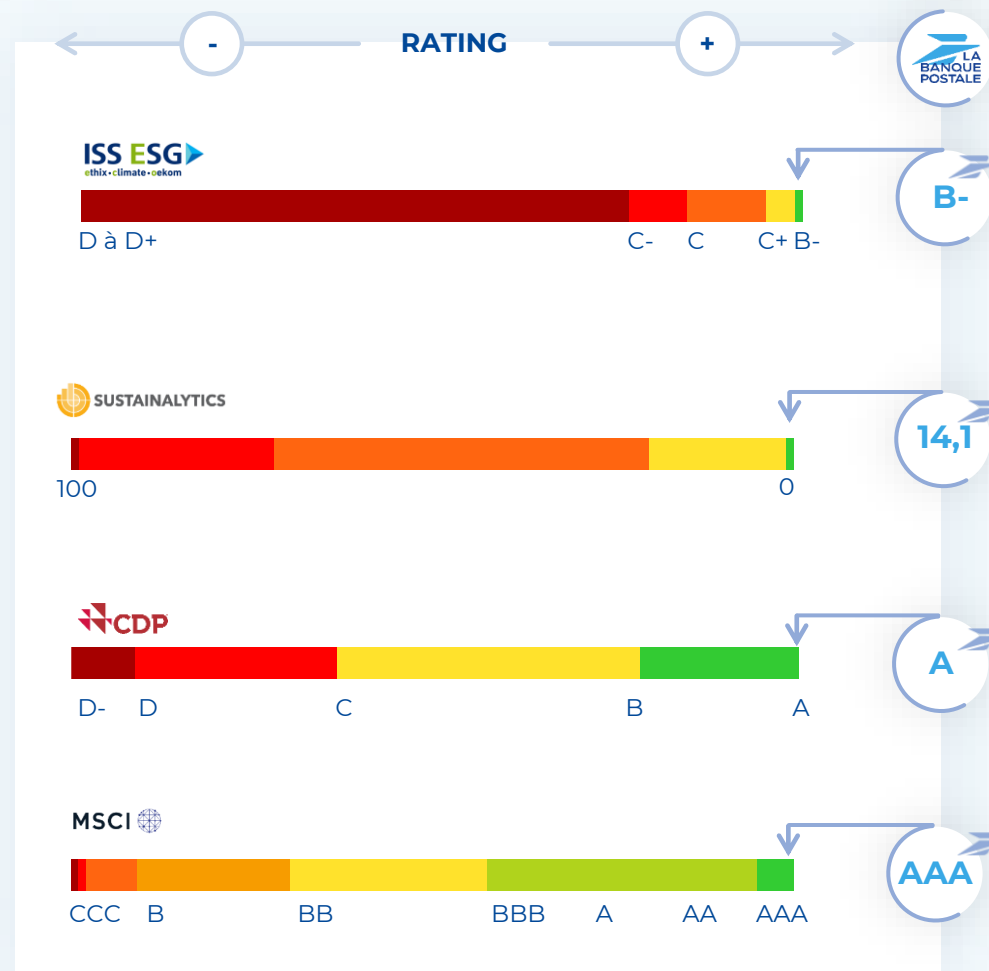 - RATING +
LA
BANQUE
POSTALE
ISS ESG
ethix·climate·oekom
B-
D à D+ C- C C+ B-
SUSTAINALYTICS
14,1
100 0
CDP
A
D- D C B A
MSCI
AAA
CCC B BB BBB A AA AAA